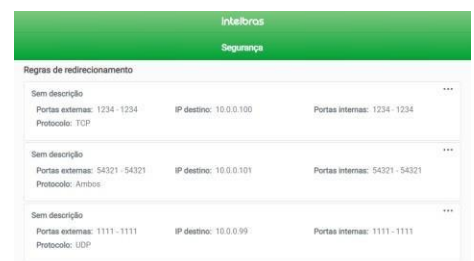 intelbras
Segurança
Regras de redirecionamento
Sem descrição
Portas externas: 1234 - 1234 IP destino: 10.0.0.100 Portas internas: 1234 - 1234
Protocolo: TCP
Sem descrição
Portas externas: 54321 - 54321 IP destino: 10.0.0.101 Portas internas: 54321 - 54321
Protocolo: Ambos
Sem descrição
Portas externas: 1111 - 1111 IP destino: 10.0.0.99 Portas internas: 1111 - 1111
Protocolo: UDP